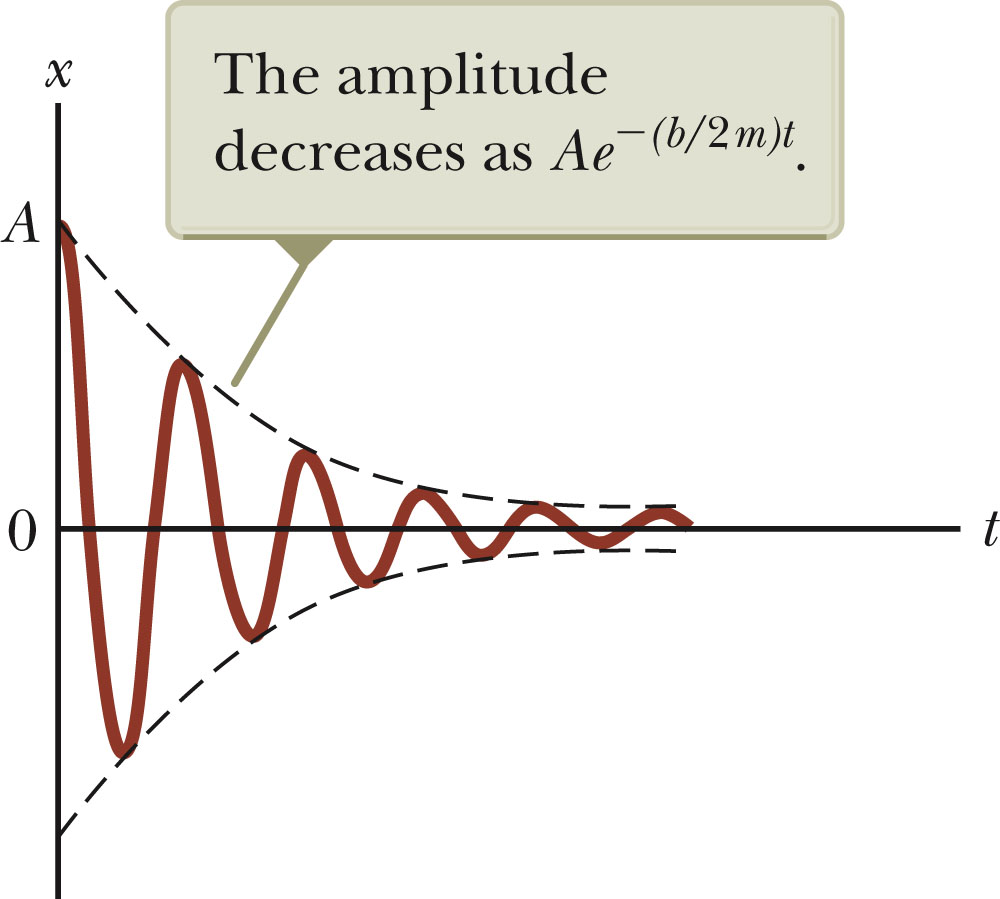 The amplitude
decreases as Ae^{−(b/2m)t}.
x
A
0
t